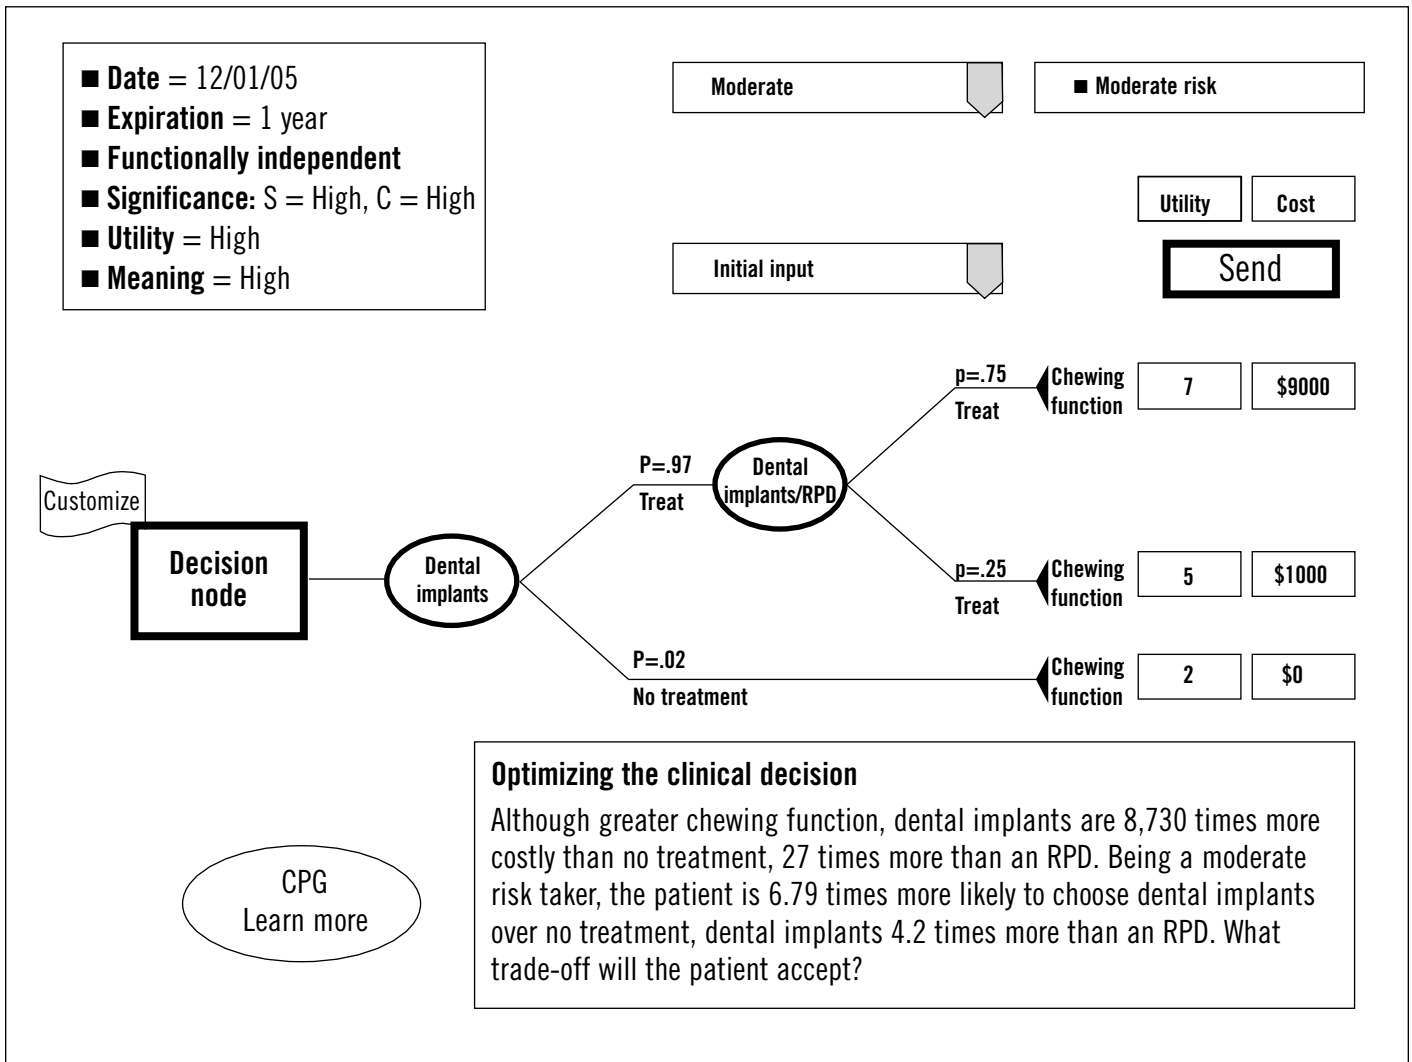 ■ Date = 12/01/05
■ Expiration = 1 year
■ Functionally independent
■ Significance: S = High, C = High
■ Utility = High
■ Meaning = High
Moderate
■ Moderate risk
Utility
Cost
Initial input
Send
Customize
Decision
node
Dental
implants
P=.97
Treat
Dental
implants/RPD
p=.75
Treat
Chewing
function
7
$9000
p=.25
Treat
Chewing
function
5
$1000
P=.02
No treatment
Chewing
function
2
$0
CPG
Learn more
Optimizing the clinical decision
Although greater chewing function, dental implants are 8,730 times more
costly than no treatment, 27 times more than an RPD. Being a moderate
risk taker, the patient is 6.79 times more likely to choose dental implants
over no treatment, dental implants 4.2 times more than an RPD. What
trade-off will the patient accept?